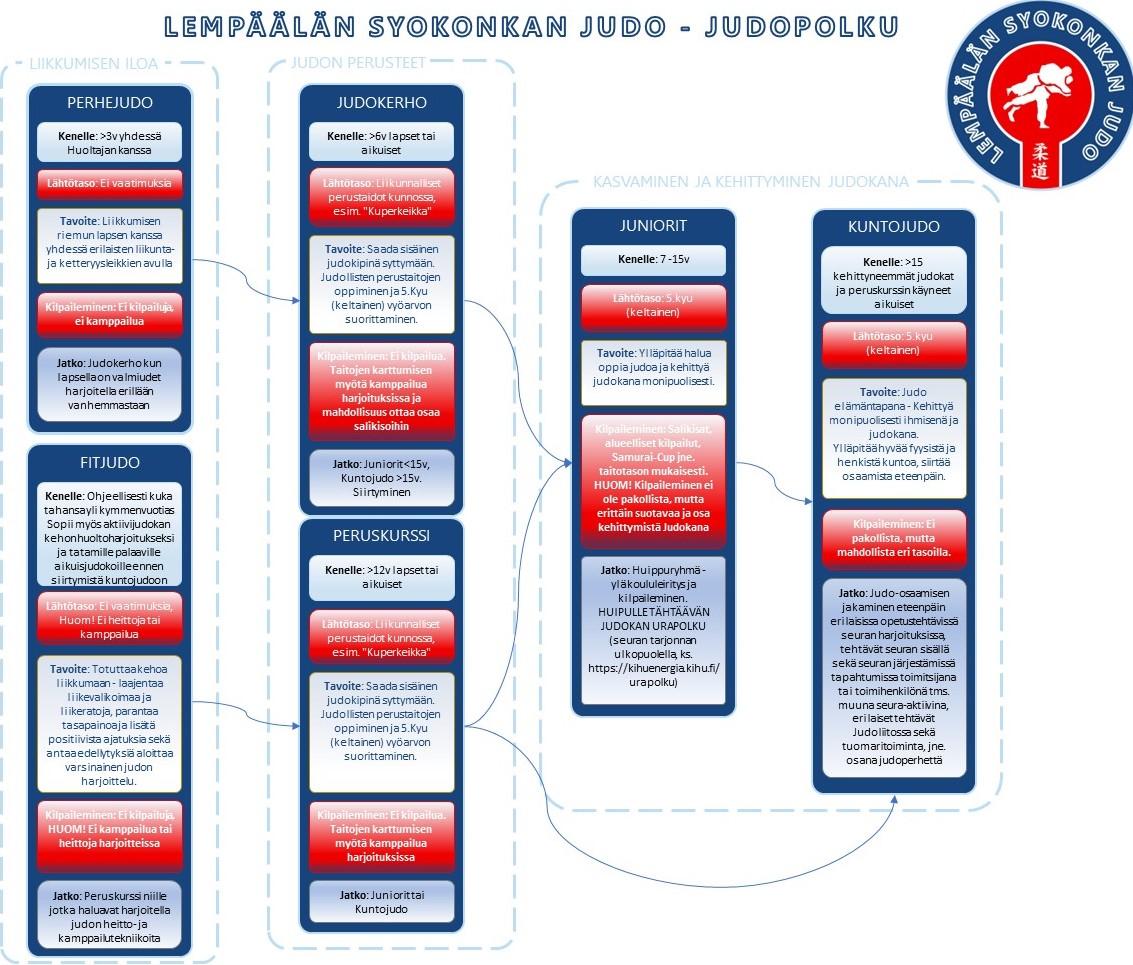 LEMPÄÄLÄN SYOKONKAN JUDO - JUDOPOLKU
LEMPÄÄLÄN SYOKONKAN JUDO
柔道
LIIKKUMISEN ILOA
PERHEJUDO
Kenelle: >3v yhdessä
Huoltajan kanssa
Lähtötaso: Ei vaatimuksia
Tavoite: Liikkumisen
riemun lapsen kanssa
yhdessä erilaisten liikunta-
ja ketteryysleikkien avulla
Kilpaileminen: Ei kilpailuja,
ei kamppailua
Jatko: Judokerho kun
lapsella on valmiudet
harjoitella erillään
vanhemmastaan
FITJUDO
Kenelle: Ohjeellisesti kuka
tahansa yli kymmenvuotias
Sopii myös aktiivijudokan
kehonhuoltoharjoitukseksi
ja tatamille palaaville
aikuisjudokoille ennen
siirtymistä kuntojudoon
Lähtötaso: Ei vaatimuksia,
Huom! Ei heittoja tai
kamppailua
Tavoite: Totuttaa kehoa
liikkumaan - laajentaa
liikevalikoimaa ja
liikeratoja, parantaa
tasapainoa ja lisätä
positiivista ajatuksia sekä
antaa edellytyksiä aloittaa
varsinainen judon
harjoittelu.
Kilpaileminen: Ei kilpailuja,
HUOM! Ei kamppailua tai
heittoja harjoitteissa
Jatko: Peruskurssi niille
jotka haluavat harjoitella
judon heitto- ja
kamppailutekniikoita
JUDON PERUSTEET
JUDOKERHO
Kenelle: >6v lapset tai
aikuiset
Lähtötaso: Liikunnalliset
perustaidot kunnossa,
esim. "Kuperkeikka"
Tavoite: Saada sisäinen
judokipinä syttymään.
Judollisten perustaitojen
oppiminen ja 5.Kyu
(keltainen) vyöarvon
suorittaminen.
Kilpaileminen: Ei kilpailua.
Taitojen karttumisen
myötä kamppailua
harjoituksissa ja
mahdollisuus ottaa osaa
salikisoihin
Jatko: Juniorit <15v,
Kuntojudo >15v.
Siirtyminen
PERUSKURSSI
Kenelle: >12v lapset tai
aikuiset
Lähtötaso: Liikunnalliset
perustaidot kunnossa,
esim. "Kuperkeikka"
Tavoite: Saada sisäinen
judokipinä syttymään.
Judollisten perustaitojen
oppiminen ja 5.Kyu
(keltainen) vyöarvon
suorittaminen.
Kilpaileminen: Ei kilpailua.
Taitojen karttumisen
myötä kamppailua
harjoituksissa
Jatko: Juniorit tai
Kuntojudo
KASVAMINEN JA KEHITTYMINEN JUDOKANA
JUNIORIT
Kenelle: 7 -15v
Lähtötaso: 5.kyu
(keltainen)
Tavoite: Ylläpitää halua
oppia judoa ja kehittyä
judokana monipuolisesti.
Kilpaileminen: Salikisat,
alueelliset kilpailut,
Samurai-Cup jne.
taitotason mukaisesti.
HUOM! Kilpaileminen ei
ole pakollista, mutta
erittäin suotavaa ja osa
kehittymistä Judokana
Jatko: Huippuryhmä -
yläkoululeiritys ja
kilpaileminen.
HUIPULLE TÄHTÄÄVÄN
JUDOKAN URAPOLKU
(seuran tarjonnan
ulkopuolella, ks.
https://kihuenergia.kihu.fi/
urapolku)
KUNTOJUDO
Kenelle: >15
kehittyneemmät judokat
ja peruskurssin käyneet
aikuiset
Lähtötaso: 5.kyu
(keltainen)
Tavoite: Judo
elämäntapana - Kehittyä
monipuolisesti ihmisenä ja
judokana.
Ylläpitää hyvää fyysistä ja
henkistä kuntoa, siirtää
osaamista eteenpäin.
Kilpaileminen: Ei
pakollista, mutta
mahdollista eri tasoilla.
Jatko: Judo-osaamisen
jakaminen eteenpäin
erilaisissa opetustehtävissä
seuran harjoituksissa,
tehtävät seuran sisällä
sekä seuran järjestämissä
tapahtumissa toimitsijana
tai toimihenkilönä tms.
muuna seura-aktiivina,
erilaiset tehtävät
Judoliitossa sekä
tuomaritoiminta, jne.
osana judoperhettä